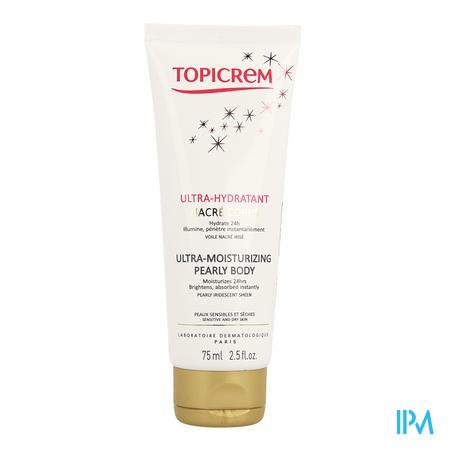 TOPICREM
ULTRA-HYDRATANT
NACRÉ CORPS
Hydrate 24h
Illumine, pénètre instantanément
VOILE NACRÉ IRISÉ
ULTRA-MOISTURIZING
PEARLY BODY
Moisturizes 24hrs
Brightens, absorbed instantly
PEARLY IRIDESCENT SHEEN
PEAUX SENSIBLES ET SÈCHES
SENSITIVE AND DRY SKIN
LABORATOIRE DERMATOLOGIQUE
PARIS
75 ml 2.5 fl.oz.
IPM